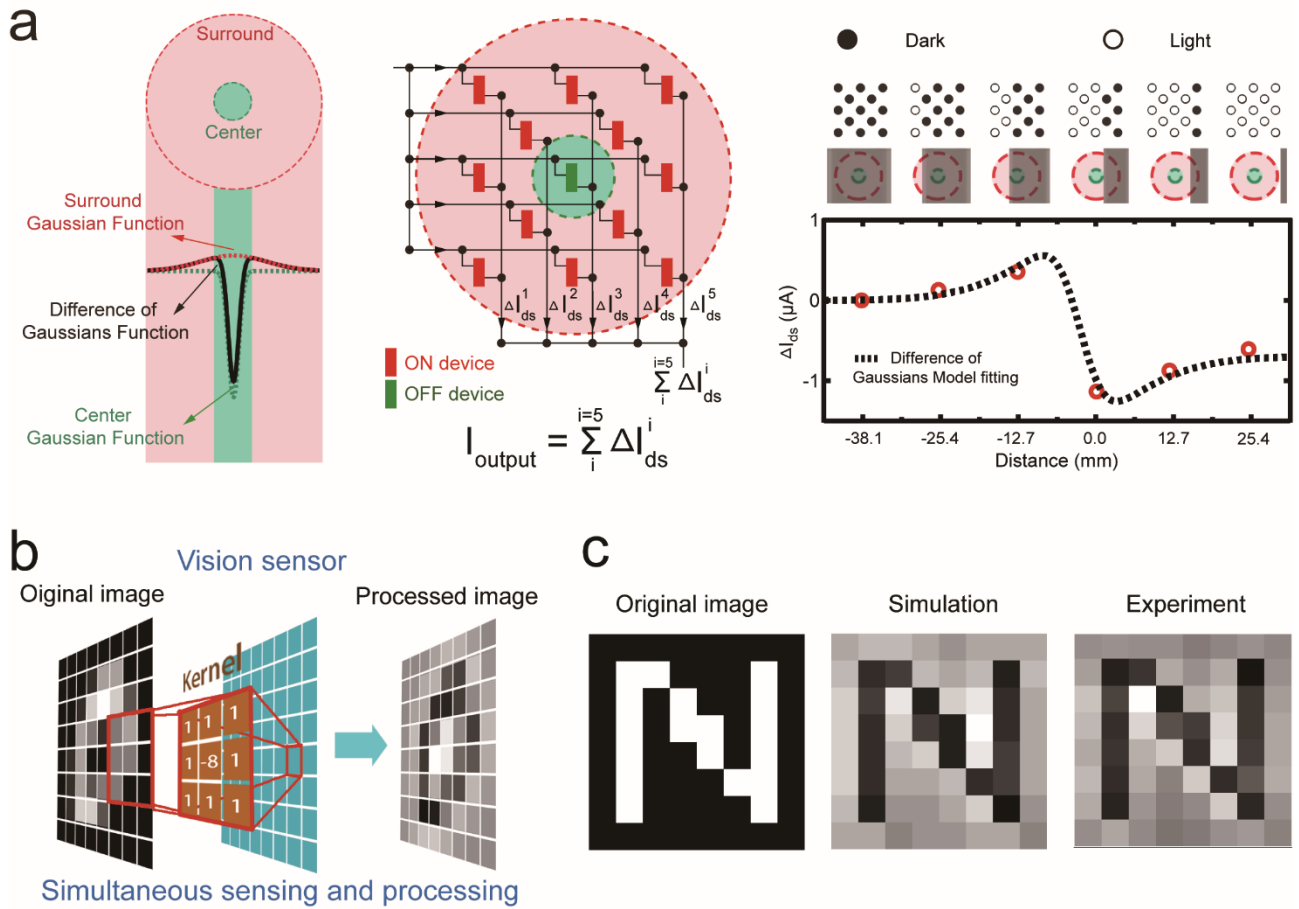 a
Surround
Center
Surround
Gaussian Function
Difference of
Gaussians Function
Center
Gaussian Function
ΔI¹ds ΔI²ds ΔI³ds ΔI⁴ds ΔI⁵ds
ON device
OFF device
i=5
∑ ΔIⁱds
i
i=5
Ioutput = ∑ ΔIⁱds
i
Dark Light
1
0
-1
ΔIds (μA)
Difference of
Gaussians Model fitting
-38.1 -25.4 -12.7 0.0 12.7 25.4
Distance (mm)
b
Vision sensor
Oiginal image
Processed image
Kernel
1 1 1
1 -8 1
1 1 1
Simultaneous sensing and processing
c
Original image
Simulation
Experiment